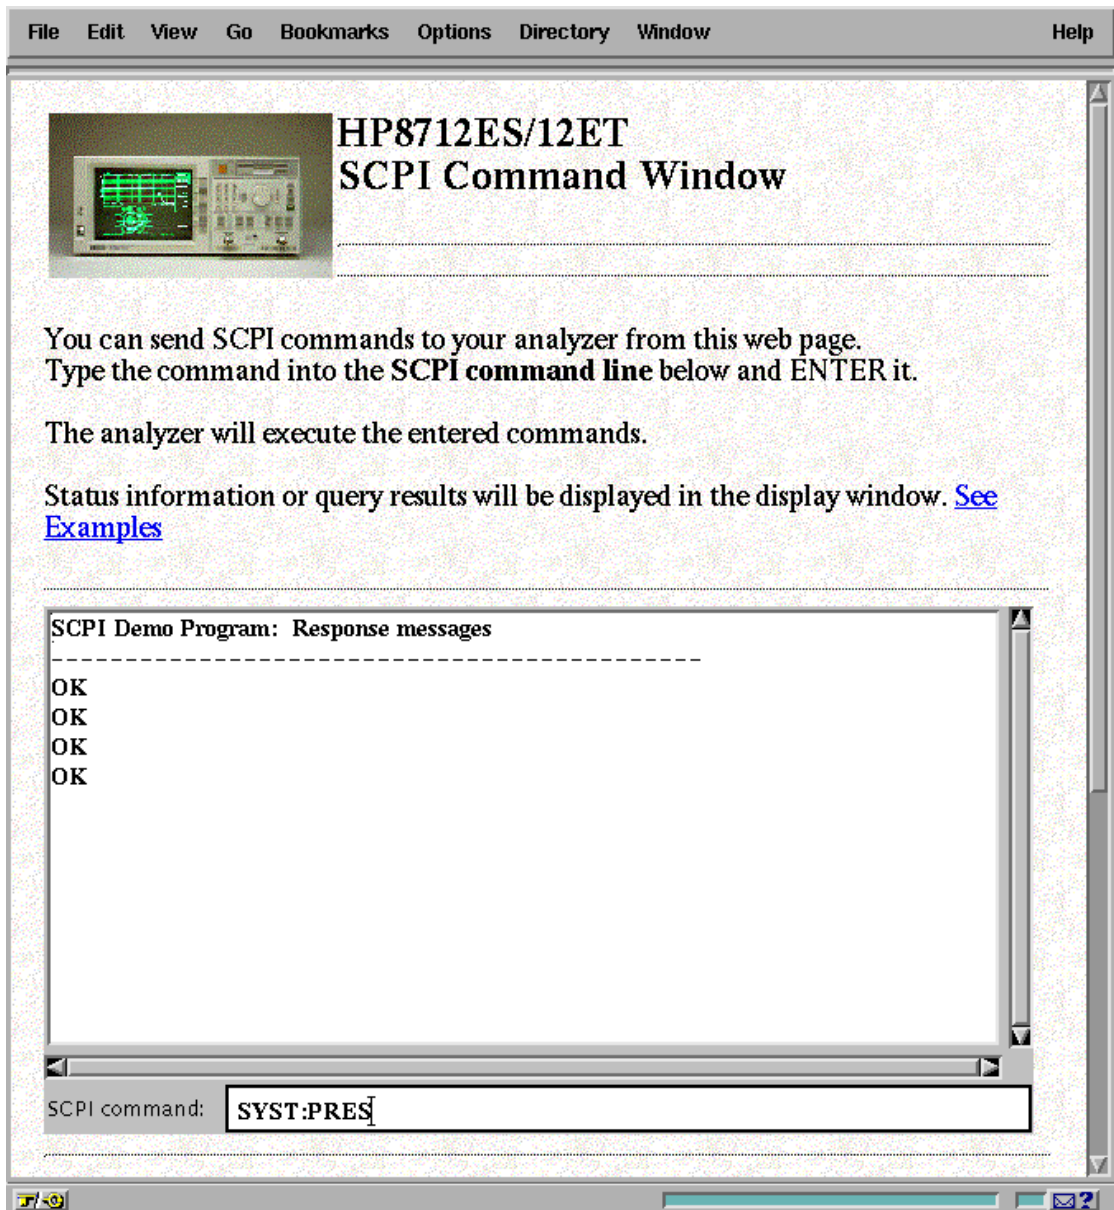 File Edit View Go Bookmarks Options Directory Window Help
HP8712ES/12ET
SCPI Command Window
You can send SCPI commands to your analyzer from this web page.
Type the command into the SCPI command line below and ENTER it.
The analyzer will execute the entered commands.
Status information or query results will be displayed in the display window. See
Examples
SCPI Demo Program: Response messages
--------------------------------------------
OK
OK
OK
OK
SCPI command: SYST:PRES